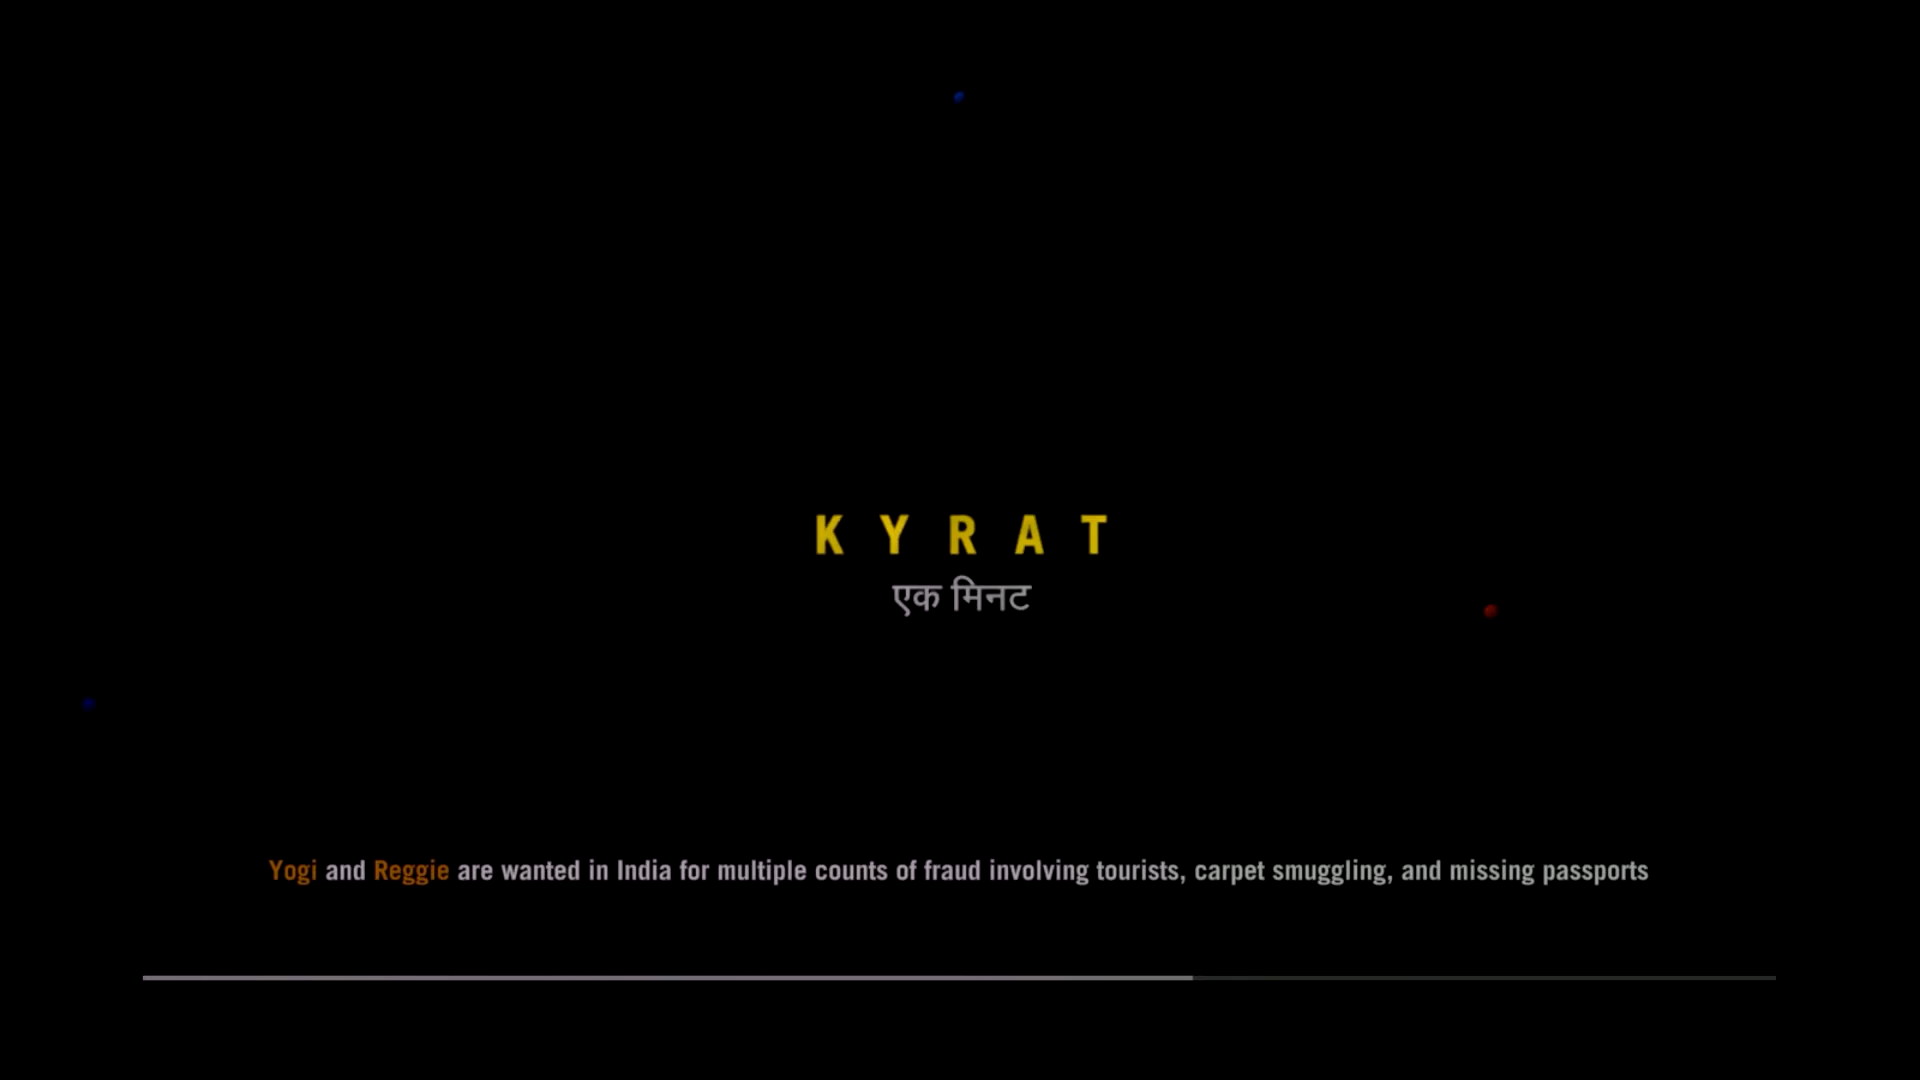 KYRAT
एक मिनट
Yogi and Reggie are wanted in India for multiple counts of fraud involving tourists, carpet smuggling, and missing passports